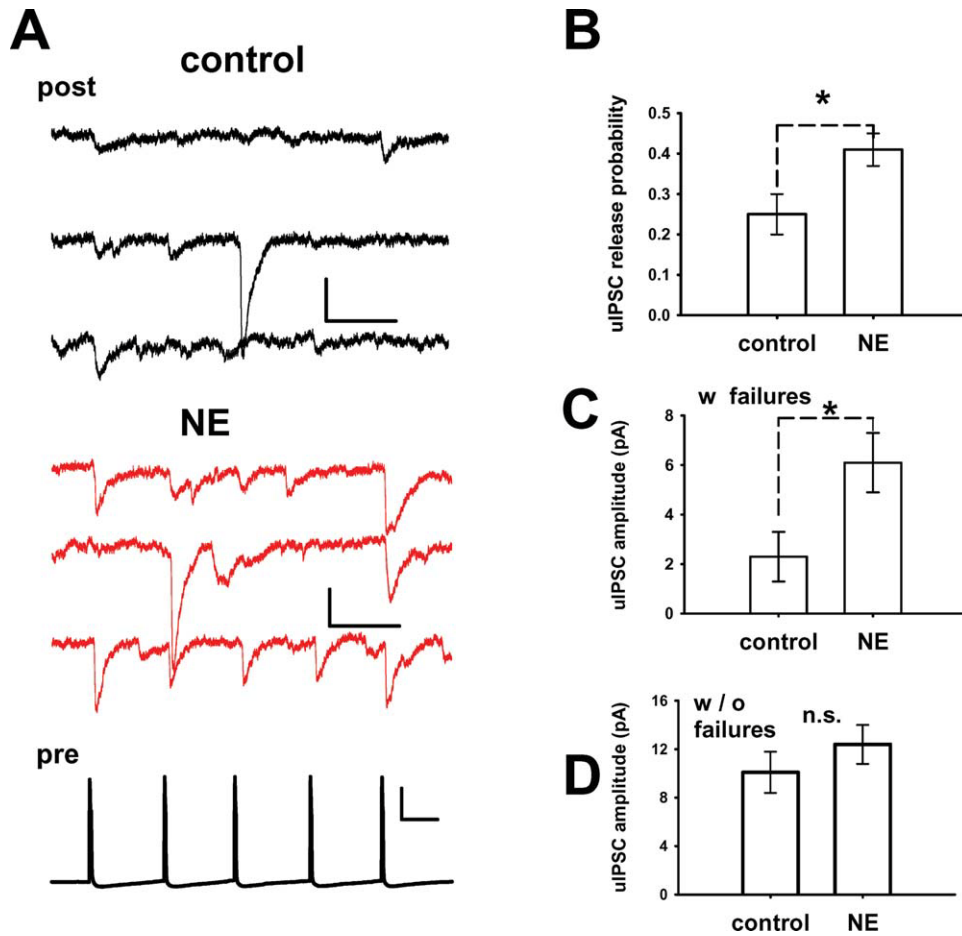 A
control
post
NE
pre
B
uIPSC release probability
0.5
0.4
0.3
0.2
0.1
0.0
*
control NE
C
w failures
uIPSC amplitude (pA)
8
6
4
2
0
*
control NE
D
w / o
failures
n.s.
uIPSC amplitude (pA)
16
12
8
4
0
control NE